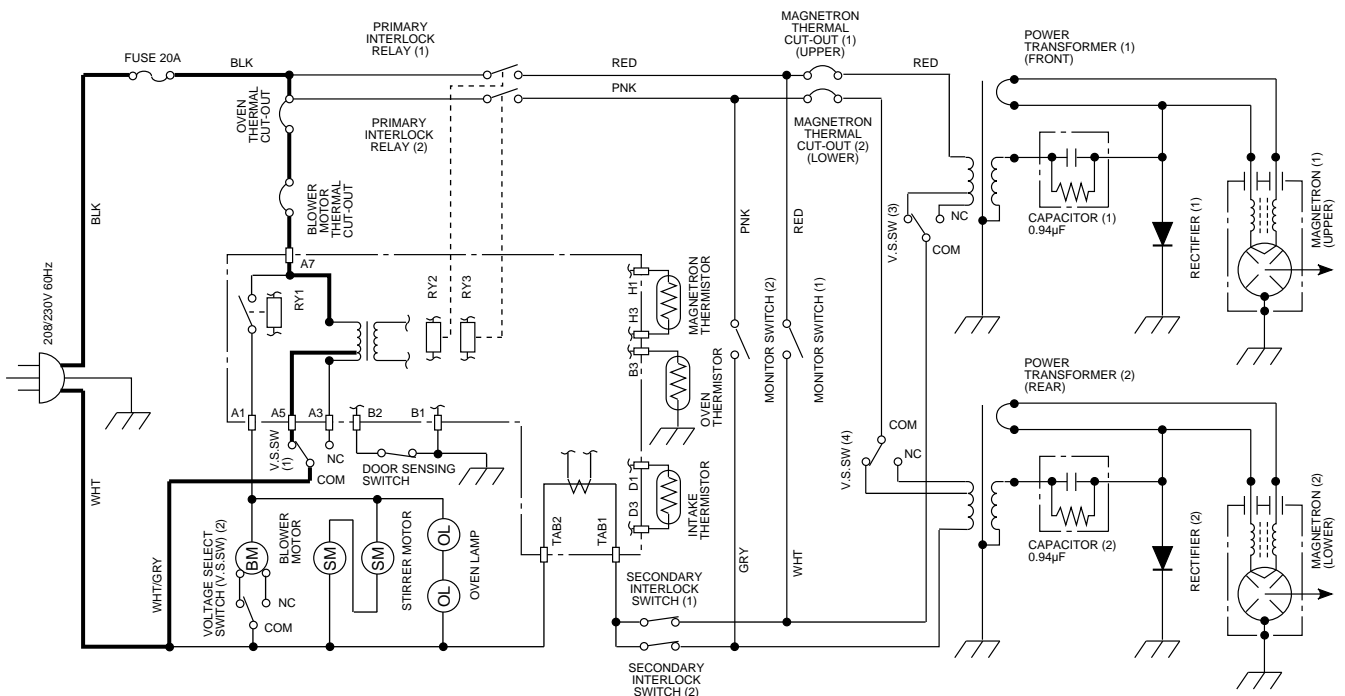 FUSE 20A
BLK
PRIMARY
INTERLOCK
RELAY (1)
RED
PNK
MAGNETRON
THERMAL
CUT-OUT (1)
(UPPER)
RED
POWER
TRANSFORMER (1)
(FRONT)
OVEN
THERMAL
CUT-OUT
PRIMARY
INTERLOCK
RELAY (2)
MAGNETRON
THERMAL
CUT-OUT (2)
(LOWER)
BLK
BLOWER
MOTOR
THERMAL
CUT-OUT
PNK
RED
V.S.SW (3)
NC
COM
CAPACITOR (1)
0.94µF
RECTIFIER (1)
MAGNETRON (1)
(UPPER)
208/230V 60Hz
A7
RY1
RY2
RY3
H1
H3
MAGNETRON
THERMISTOR
B3
OVEN
THERMISTOR
MONITOR SWITCH (2)
MONITOR SWITCH (1)
POWER
TRANSFORMER (2)
(REAR)
A1
A5
A3
B2
B1
V.S.SW
(1)
NC
COM
DOOR SENSING
SWITCH
V.S.SW (4)
COM
NC
WHT
WHT/GRY
VOLTAGE SELECT
SWITCH (V.S.SW) (2)
BM
BLOWER
MOTOR
NC
COM
SM
SM
STIRRER MOTOR
OL
OL
OVEN LAMP
TAB2
TAB1
D1
D3
INTAKE
THERMISTOR
GRY
WHT
CAPACITOR (2)
0.94µF
RECTIFIER (2)
MAGNETRON (2)
(LOWER)
SECONDARY
INTERLOCK
SWITCH (1)
SECONDARY
INTERLOCK
SWITCH (2)